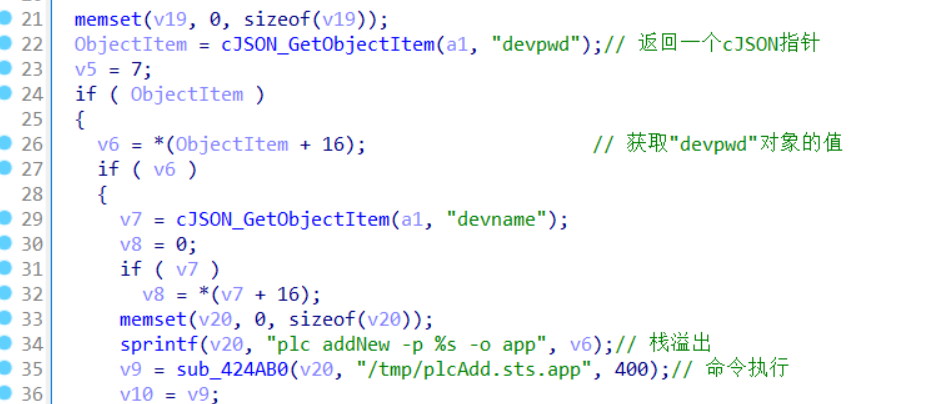 21 memset(v19, 0, sizeof(v19));
22 ObjectItem = cJSON_GetObjectItem(a1, "devpwd");// 返回一个cJSON指针
23 v5 = 7;
24 if ( ObjectItem )
25 {
26 v6 = *(ObjectItem + 16); // 获取"devpwd"对象的值
27 if ( v6 )
28 {
29 v7 = cJSON_GetObjectItem(a1, "devname");
30 v8 = 0;
31 if ( v7 )
32 v8 = *(v7 + 16);
33 memset(v20, 0, sizeof(v20));
34 sprintf(v20, "plc addNew -p %s -o app", v6);// 栈溢出
35 v9 = sub_424AB0(v20, "/tmp/plcAdd.sts.app", 400);// 命令执行
36 v10 = v9;